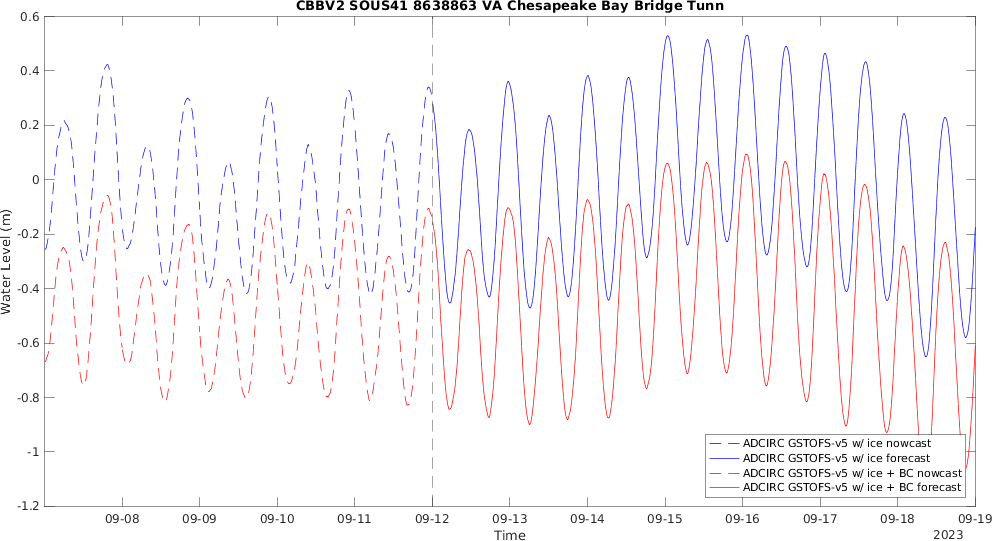 CBBV2 SOUS41 8638863 VA Chesapeake Bay Bridge Tunn
0.6
0.4
0.2
0
-0.2
-0.4
-0.6
-0.8
-1
-1.2
Water Level (m)
ADCIRC GSTOFS-v5 w/ ice nowcast
ADCIRC GSTOFS-v5 w/ ice forecast
ADCIRC GSTOFS-v5 w/ ice + BC nowcast
ADCIRC GSTOFS-v5 w/ ice + BC forecast
09-08 09-09 09-10 09-11 09-12 09-13 09-14 09-15 09-16 09-17 09-18 09-19
Time
2023